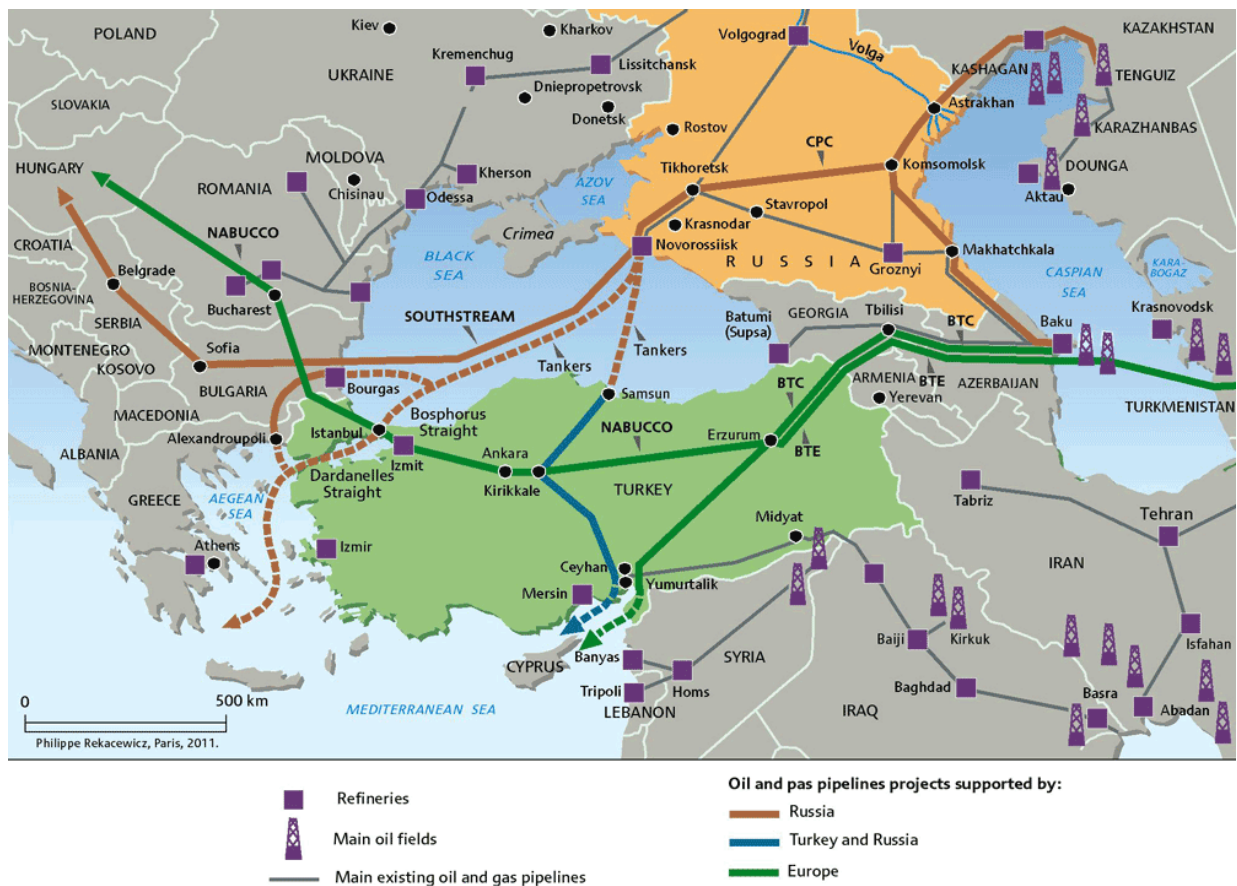 POLAND
Kiev
Kharkov
Volgograd
Volga
KAZAKHSTAN
Kremenchug
UKRAINE
Lissitchansk
KASHAGAN
TENGUIZ
SLOVAKIA
Dniepropetrovsk
Donetsk
Rostov
Astrakhan
KARAZHANBAS
HUNGARY
MOLDOVA
Chisinau
ROMANIA
Kherson
Odessa
AZOV
SEA
Tikhoretsk
CPC
Komsomolsk
DOUNGA
Aktau
Crimea
Krasnodar
Stavropol
CROATIA
NABUCCO
BLACK
SEA
Novorossiisk
RUSSIA
Groznyi
Makhatchkala
KARA-
BOGAZ
Belgrade
BOSNIA-
HERZEGOVINA
Bucharest
CASPIAN
SEA
Krasnovodsk
SERBIA
SOUTHSTREAM
Batumi
(Supsa)
GEORGIA
Tbilisi
BTC
Baku
MONTENEGRO
KOSOVO
Sofia
BULGARIA
Bourgas
Tankers
Tankers
ARMENIA
BTE
AZERBAIJAN
Yerevan
TURKMENISTAN
MACEDONIA
Alexandroupoli
Istanbul
Bosphorus
Straight
Samsun
NABUCCO
BTC
Erzurum
BTE
ALBANIA
Izmit
Ankara
Kirikkale
Dardanelles
Straight
TURKEY
Tabriz
GREECE
AEGEAN
SEA
Midyat
Tehran
Athens
Izmir
Ceyhan
Yumurtalik
IRAN
Mersin
CYPRUS
Banyas
SYRIA
Baiji
Kirkuk
Isfahan
Tripoli
Homs
Baghdad
LEBANON
IRAQ
Basra
Abadan
0
500 km
MEDITERRANEAN SEA
Philippe Rekacewicz, Paris, 2011.
Refineries
Main oil fields
Main existing oil and gas pipelines
Oil and pas pipelines projects supported by:
Russia
Turkey and Russia
Europe